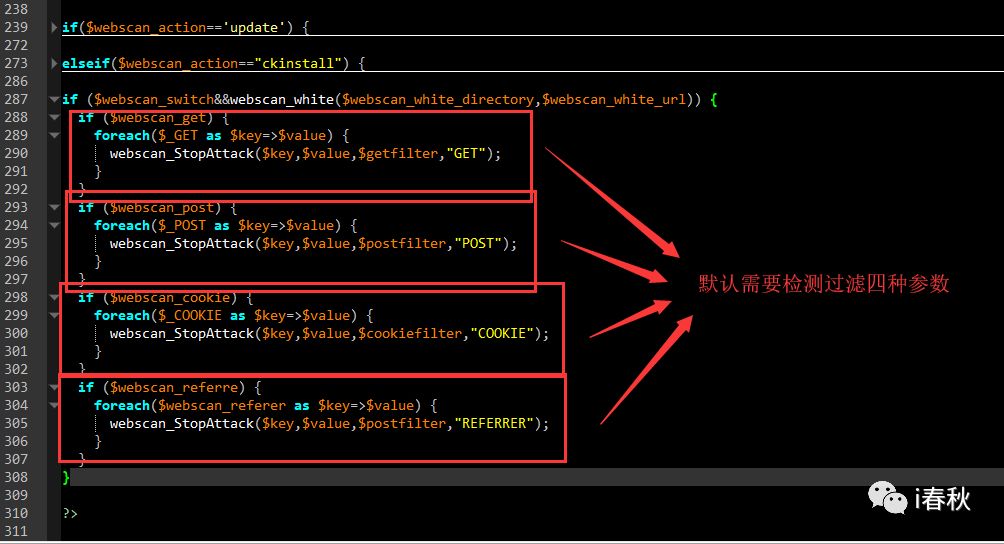 238
239 if($webscan_action=='update') {
272
273 elseif($webscan_action=="ckinstall") {
286
287 if ($webscan_switch&&webscan_white($webscan_white_directory,$webscan_white_url)) {
288 if ($webscan_get) {
289 foreach($_GET as $key=>$value) {
290 webscan_StopAttack($key,$value,$getfilter,"GET");
291 }
292 }
293 if ($webscan_post) {
294 foreach($_POST as $key=>$value) {
295 webscan_StopAttack($key,$value,$postfilter,"POST");
296 }
297 }
298 if ($webscan_cookie) {
299 foreach($_COOKIE as $key=>$value) {
300 webscan_StopAttack($key,$value,$cookiefilter,"COOKIE");
301 }
302 }
303 if ($webscan_referre) {
304 foreach($webscan_referer as $key=>$value) {
305 webscan_StopAttack($key,$value,$postfilter,"REFERRER");
306 }
307 }
308 }
309
310 ?>
311
默认需要检测过滤四种参数
i春秋